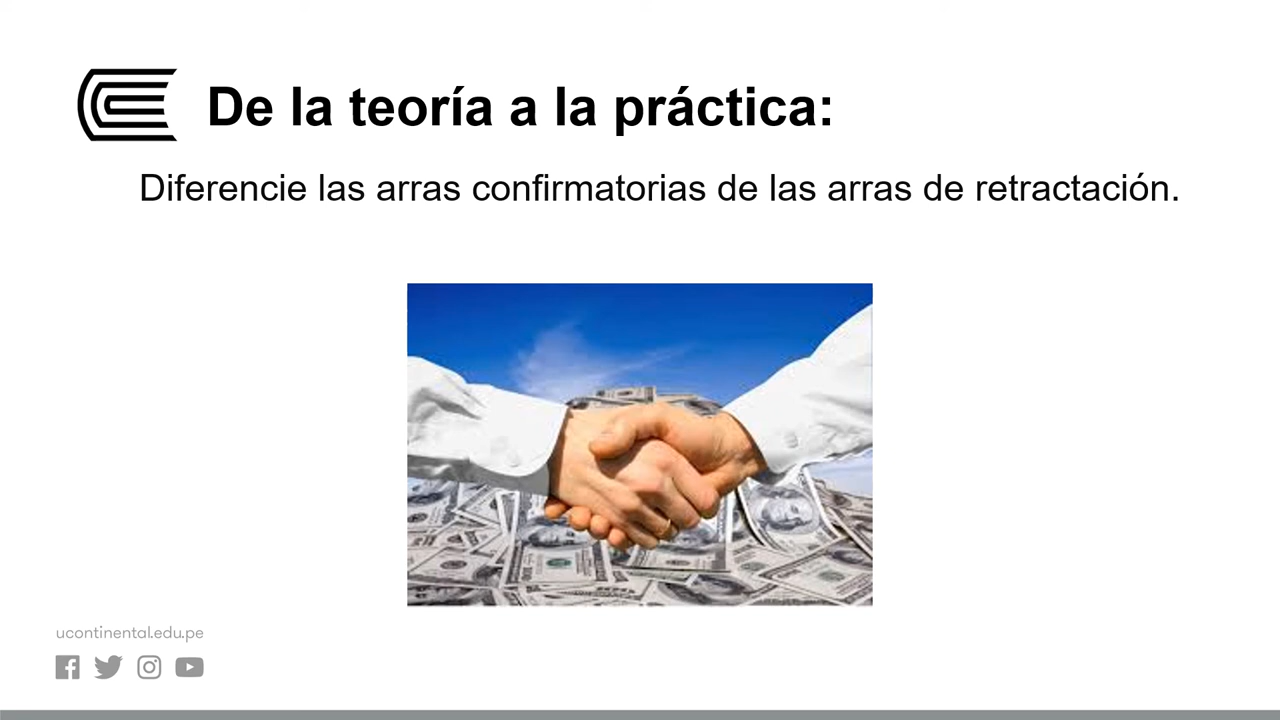 De la teoría a la práctica:
Diferencie las arras confirmatorias de las arras de retractación.
ucontinental.edu.pe